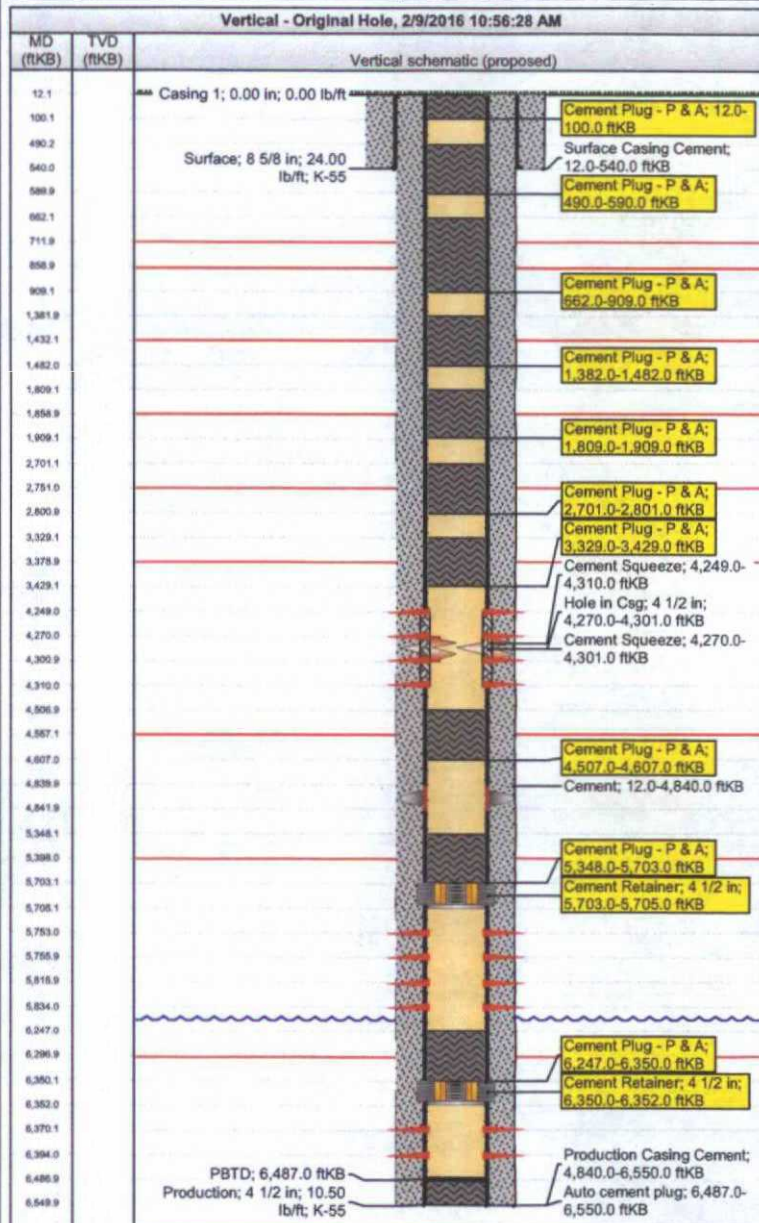 Vertical - Original Hole, 2/9/2016 10:56:28 AM
MD
(ftKB)
TVD
(ftKB)
Vertical schematic (proposed)
12.1
100.1
490.2
540.0
589.9
662.1
711.9
858.9
909.1
1,381.9
1,432.1
1,482.0
1,809.1
1,858.9
1,909.1
2,701.1
2,751.0
2,800.9
3,329.1
3,378.9
3,429.1
4,249.0
4,270.0
4,300.9
4,310.0
4,506.9
4,557.1
4,607.0
4,839.9
4,841.9
5,348.1
5,398.0
5,703.1
5,705.1
5,753.0
5,755.9
5,815.9
5,834.0
6,247.0
6,296.9
6,350.1
6,352.0
6,370.1
6,394.0
6,486.9
6,549.9
Casing 1; 0.00 in; 0.00 lb/ft
Surface; 8 5/8 in; 24.00
lb/ft; K-55
PBTD; 6,487.0 ftKB
Production; 4 1/2 in; 10.50
lb/ft; K-55
Cement Plug - P & A; 12.0-
100.0 ftKB
Surface Casing Cement;
12.0-540.0 ftKB
Cement Plug - P & A;
490.0-590.0 ftKB
Cement Plug - P & A;
662.0-909.0 ftKB
Cement Plug - P & A;
1,382.0-1,482.0 ftKB
Cement Plug - P & A;
1,809.0-1,909.0 ftKB
Cement Plug - P & A;
2,701.0-2,801.0 ftKB
Cement Plug - P & A;
3,329.0-3,429.0 ftKB
Cement Squeeze; 4,249.0-
4,310.0 ftKB
Hole in Csg; 4 1/2 in;
4,270.0-4,301.0 ftKB
Cement Squeeze; 4,270.0-
4,301.0 ftKB
Cement Plug - P & A;
4,507.0-4,607.0 ftKB
Cement; 12.0-4,840.0 ftKB
Cement Plug - P & A;
5,348.0-5,703.0 ftKB
Cement Retainer; 4 1/2 in;
5,703.0-5,705.0 ftKB
Cement Plug - P & A;
6,247.0-6,350.0 ftKB
Cement Retainer; 4 1/2 in;
6,350.0-6,352.0 ftKB
Production Casing Cement;
4,840.0-6,550.0 ftKB
Auto cement plug; 6,487.0-
6,550.0 ftKB